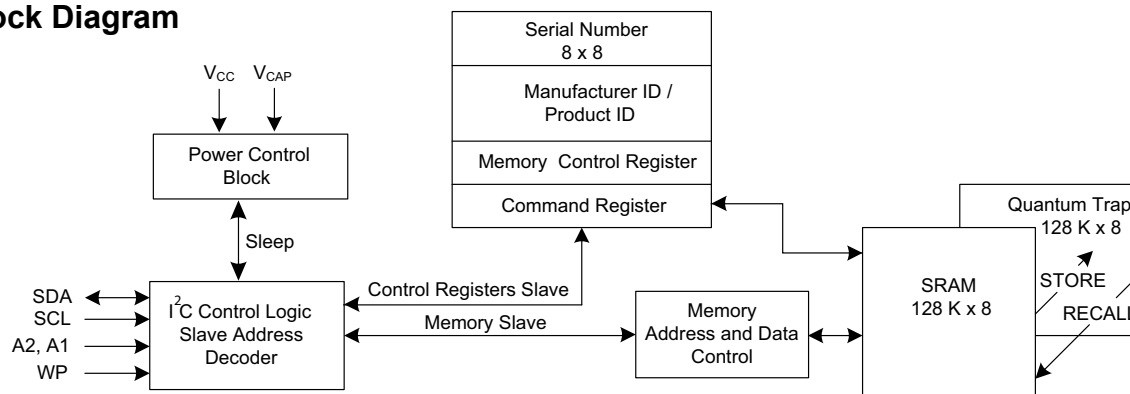 ock Diagram
Serial Number
8 x 8
Manufacturer ID /
Product ID
Memory Control Register
Command Register
VCC VCAP
Power Control
Block
Sleep
SDA
SCL
A2, A1
WP
I2C Control Logic
Slave Address
Decoder
Control Registers Slave
Memory Slave
Memory
Address and Data
Control
SRAM
128 K x 8
Quantum Trap
128 K x 8
STORE
RECALL